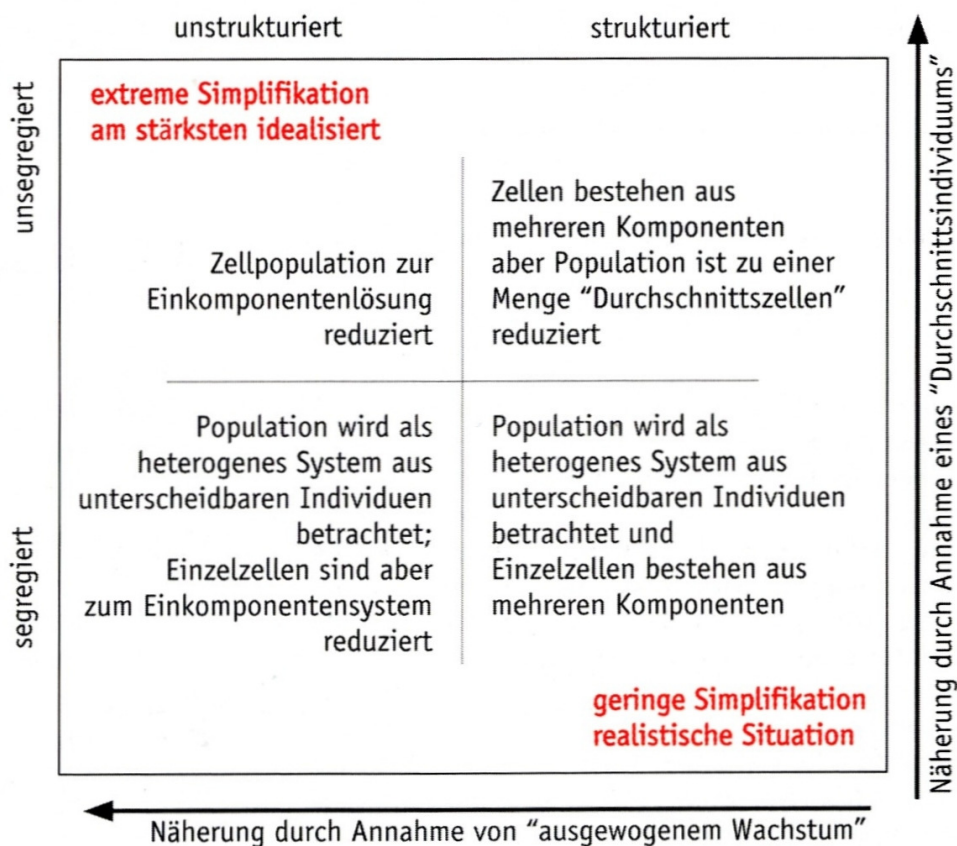 unstrukturiert
strukturiert
unsegregiert
extreme Simplifikation
am stärksten idealisiert
Zellpopulation zur
Einkomponentenlösung
reduziert
Zellen bestehen aus
mehreren Komponenten
aber Population ist zu einer
Menge “Durchschnittszellen”
reduziert
segregiert
Population wird als
heterogenes System aus
unterscheidbaren Individuen
betrachtet;
Einzelzellen sind aber
zum Einkomponentensystem
reduziert
Population wird als
heterogenes System aus
unterscheidbaren Individuen
betrachtet und
Einzelzellen bestehen aus
mehreren Komponenten
geringe Simplifikation
realistische Situation
Näherung durch Annahme eines “Durchschnittsindividuums”
Näherung durch Annahme von “ausgewogenem Wachstum”